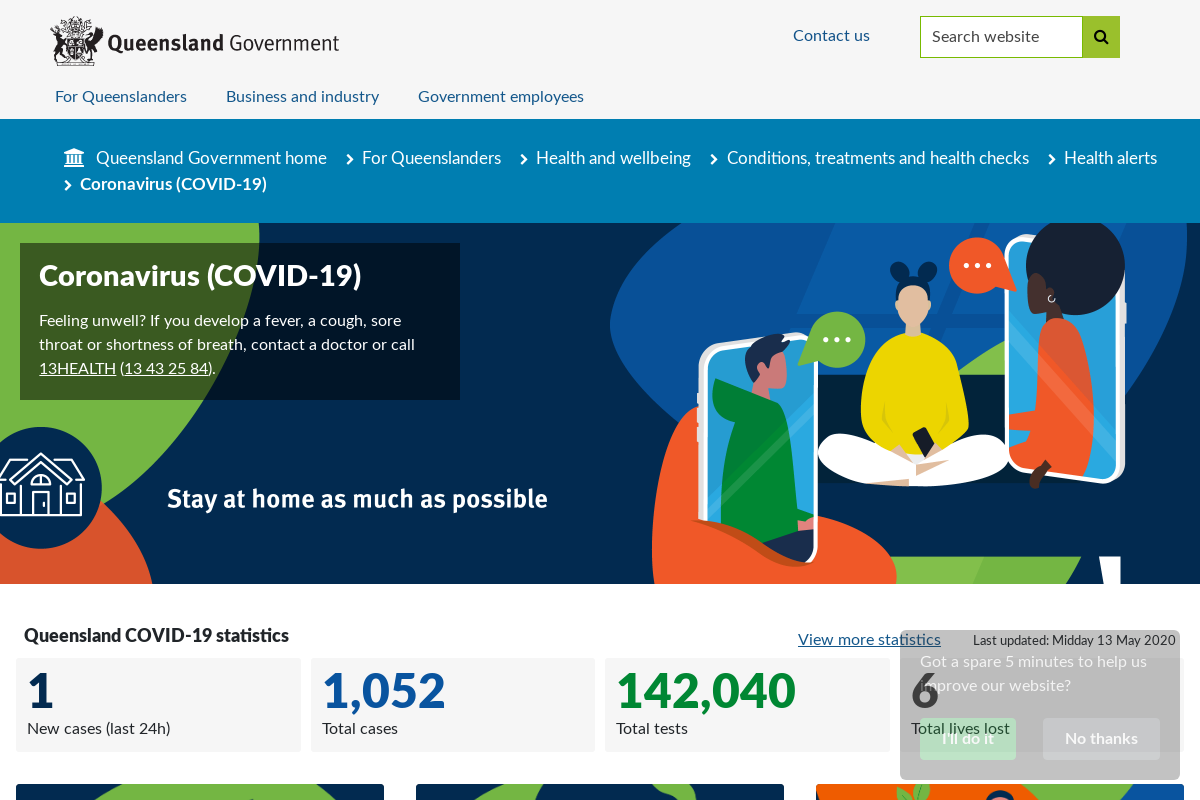 Queensland Government
Contact us
Search website
For Queenslanders
Business and industry
Government employees
Queensland Government home
For Queenslanders
Health and wellbeing
Conditions, treatments and health checks
Health alerts
Coronavirus (COVID-19)
Coronavirus (COVID-19)
Feeling unwell? If you develop a fever, a cough, sore
throat or shortness of breath, contact a doctor or call
13HEALTH (13 43 25 84).
Stay at home as much as possible
Queensland COVID-19 statistics
View more statistics
Last updated: Midday 13 May 2020
1
New cases (last 24h)
1,052
Total cases
142,040
Total tests
6
Total lives lost
Got a spare 5 minutes to help us
improve our website?
I'll do it
No thanks